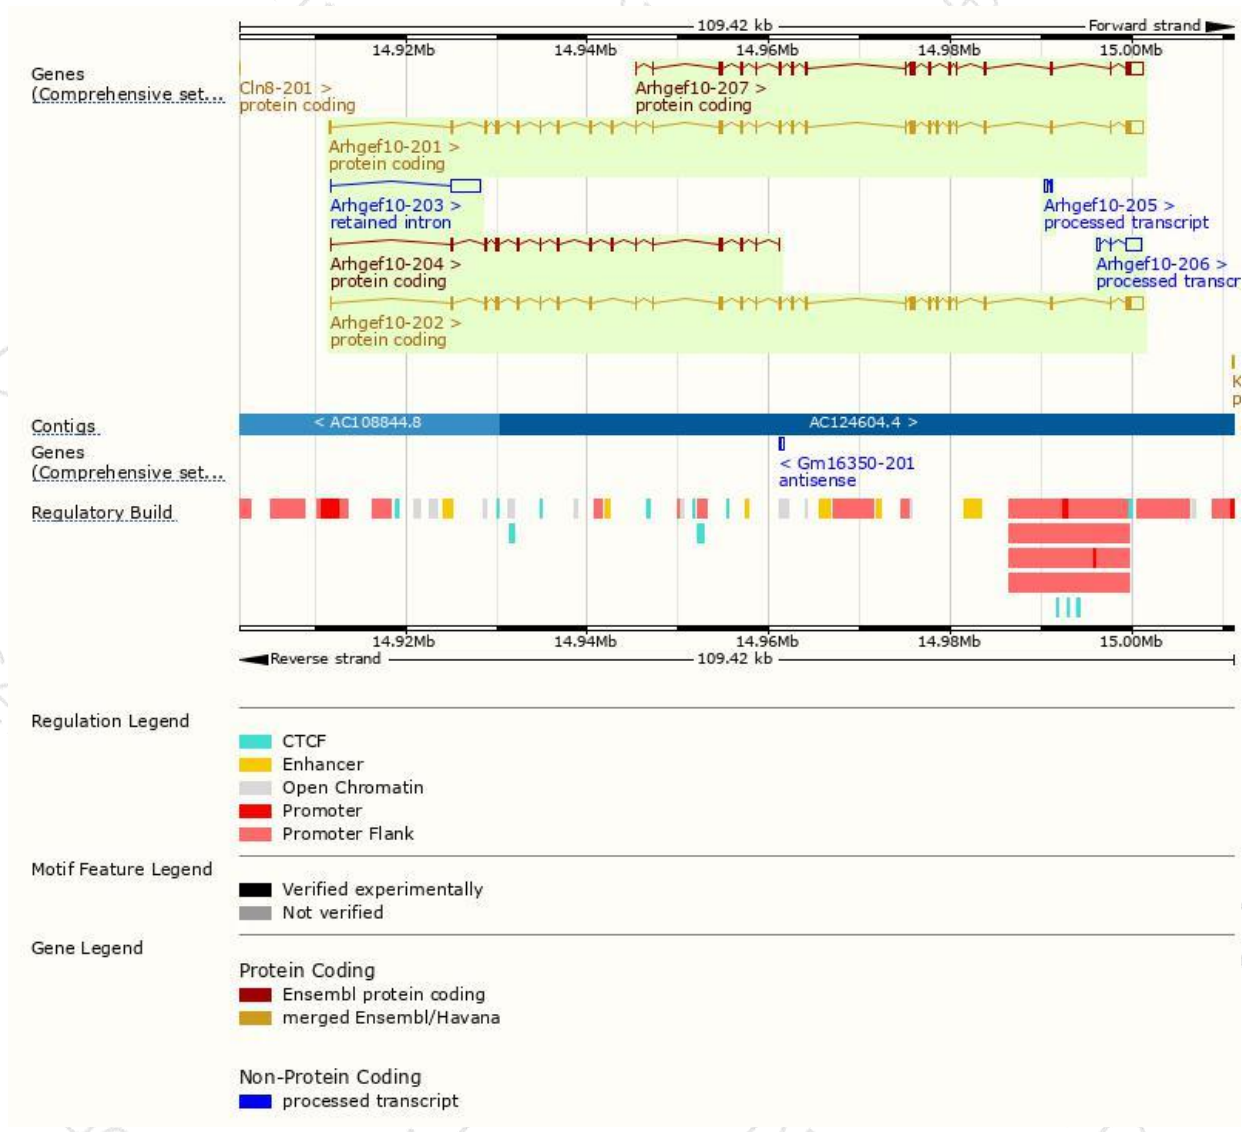 109.42 kb Forward strand
14.92Mb 14.94Mb 14.96Mb 14.98Mb 15.00Mb
Genes
(Comprehensive set...
Cln8-201 >
protein coding
Arhgef10-207 >
protein coding
Arhgef10-201 >
protein coding
Arhgef10-203 >
retained intron
Arhgef10-205 >
processed transcript
Arhgef10-204 >
protein coding
Arhgef10-206 >
processed transcr
Arhgef10-202 >
protein coding
K
p
Contigs
< AC108844.8 AC124604.4 >
Genes
(Comprehensive set...
< Gm16350-201
antisense
Regulatory Build
14.92Mb 14.94Mb 14.96Mb 14.98Mb 15.00Mb
Reverse strand 109.42 kb
Regulation Legend
CTCF
Enhancer
Open Chromatin
Promoter
Promoter Flank
Motif Feature Legend
Verified experimentally
Not verified
Gene Legend
Protein Coding
Ensembl protein coding
merged Ensembl/Havana
Non-Protein Coding
processed transcript